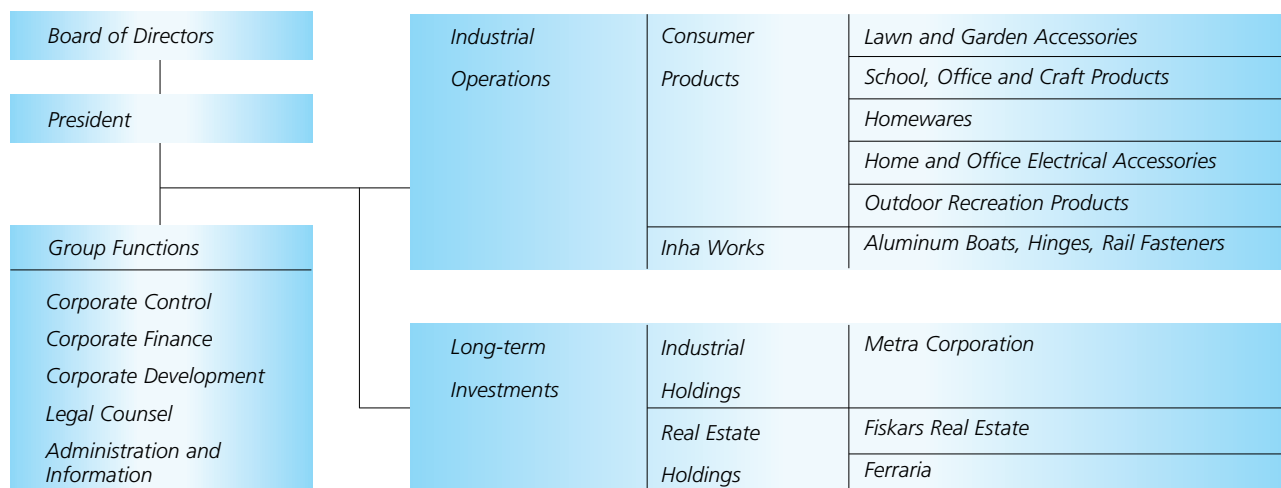 Board of Directors
President
Group Functions
Corporate Control
Corporate Finance
Corporate Development
Legal Counsel
Administration and
Information
Industrial
Operations
Consumer
Products
Lawn and Garden Accessories
School, Office and Craft Products
Homewares
Home and Office Electrical Accessories
Outdoor Recreation Products
Inha Works
Aluminum Boats, Hinges, Rail Fasteners
Long-term
Investments
Industrial
Holdings
Metra Corporation
Real Estate
Holdings
Fiskars Real Estate
Ferraria